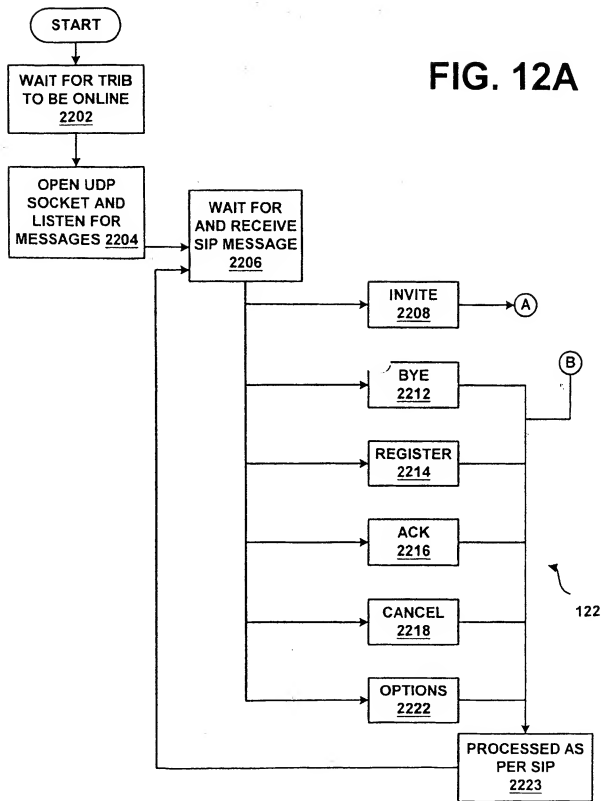 START
FIG. 12A
WAIT FOR TRIB
TO BE ONLINE
2202
OPEN UDP
SOCKET AND
LISTEN FOR
MESSAGES 2204
WAIT FOR
AND RECEIVE
SIP MESSAGE
2206
INVITE
2208
A
B
BYE
2212
REGISTER
2214
ACK
2216
122
CANCEL
2218
OPTIONS
2222
PROCESSED AS
PER SIP
2223